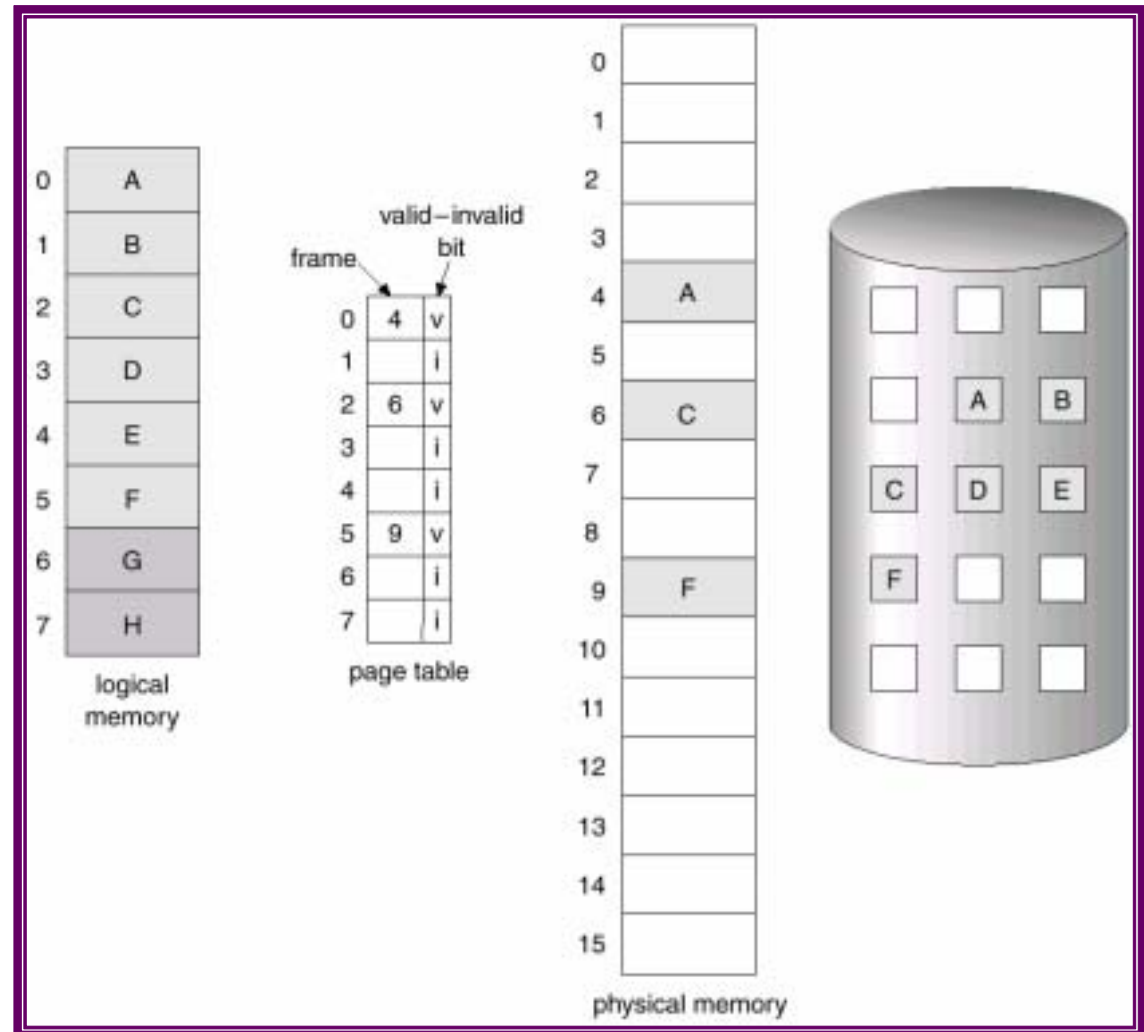 0 A
1 B
2 C
3 D
4 E
5 F
6 G
7 H
logical
memory
valid–invalid
bit
frame
0 4 v
1 i
2 6 v
3 i
4 i
5 9 v
6 i
7 i
page table
0
1
2
3
4 A
5
6 C
7
8
9 F
10
11
12
13
14
15
physical memory
A B
C D E
F